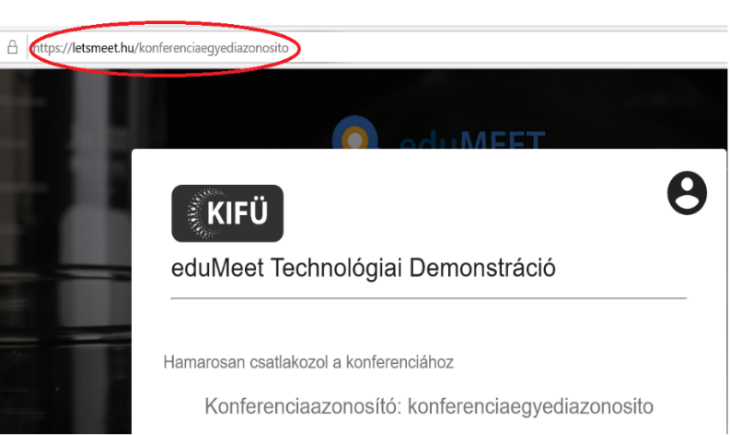 https://letsmeet.hu/konferenciaegyediazonosito
eduMEET
KIFÜ
eduMeet Technológiai Demonstráció
Hamarosan csatlakozol a konferenciához
Konferenciaazonosító: konferenciaegyediazonosito